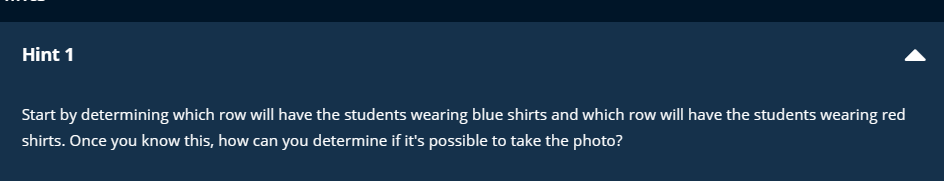 Hint 1
Start by determining which row will have the students wearing blue shirts and which row will have the students wearing red
shirts. Once you know this, how can you determine if it's possible to take the photo?